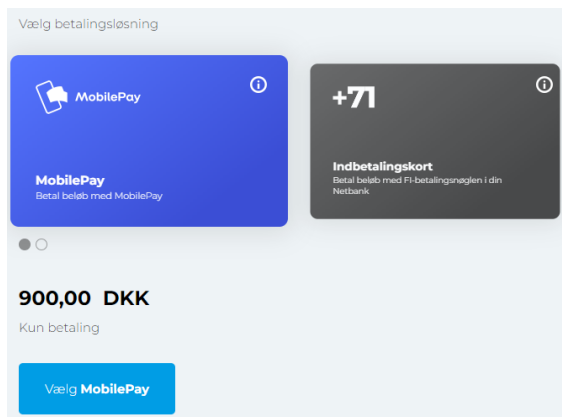 Vælg betalingsløsning
MobilePay
MobilePay
Betal beløb med MobilePay
+71
Indbetalingskort
Betal beløb med FI-betalingsnøglen i din
Netbank
900,00 DKK
Kun betaling
Vælg MobilePay